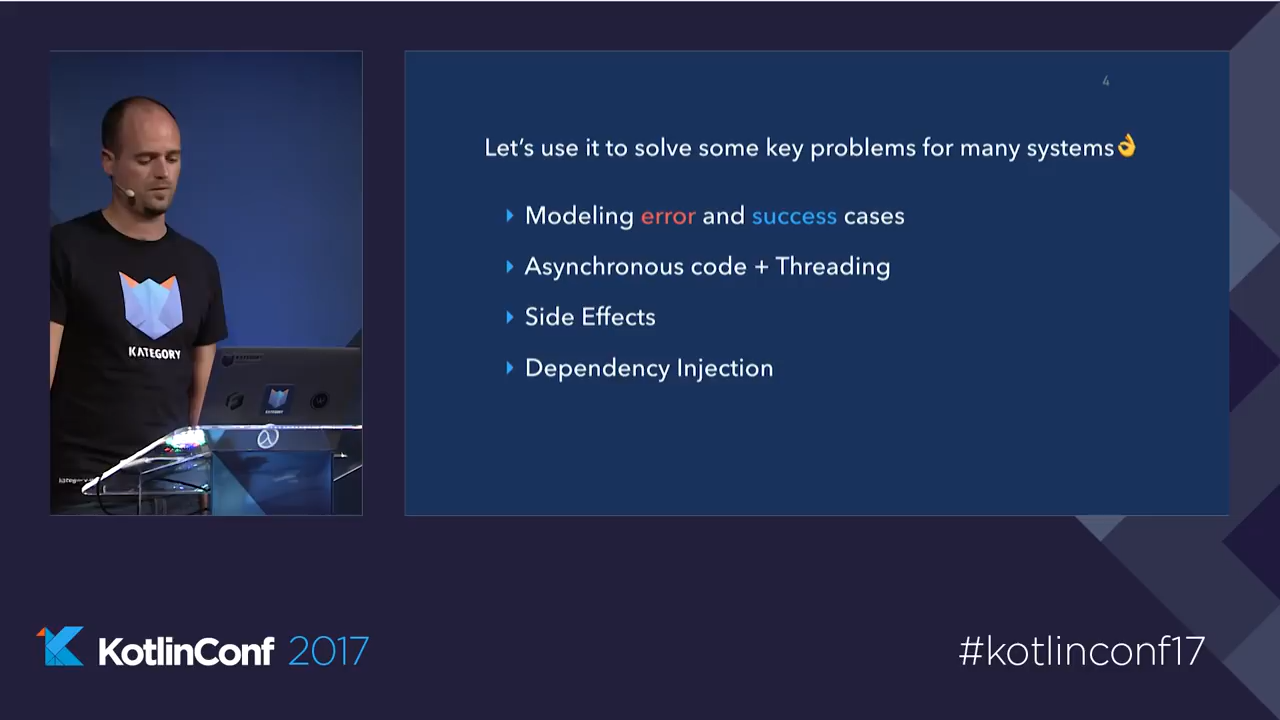 4
Let's use it to solve some key problems for many systems👌
Modeling error and success cases
Asynchronous code + Threading
Side Effects
Dependency Injection
KATEGORY
KotlinConf 2017
#kotlinconf17